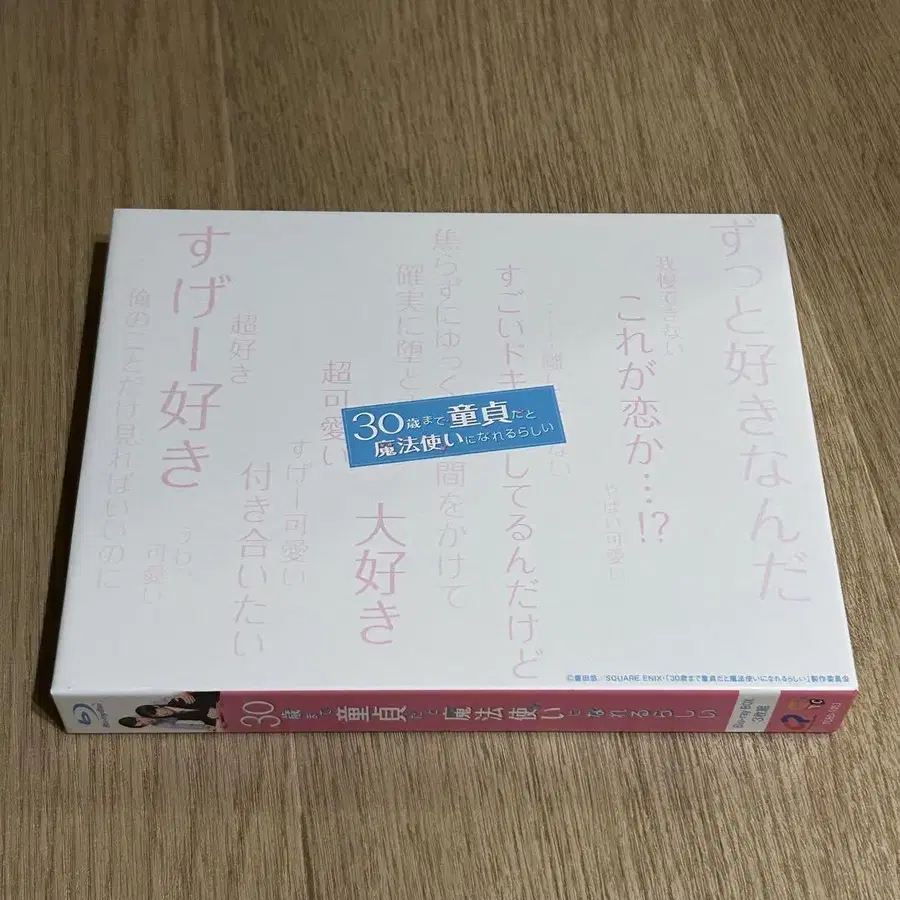 ずっと好きなんだ
我慢できない
これが恋か…!?
やばい可愛い
すごいドキ
してるんだけど
焦らずにゆっく
間をかけて
確実に堕と
大好き
超可愛い
すげー可愛い
付き合いたい
超好き
すげー好き
可愛い
俺のことだけ見ればいいのに
30歳まで童貞だと
魔法使いになれるらしい
©豊田悠/SQUARE ENIX・「30歳まで童貞だと魔法使いになれるらしい」製作委員会
Blu-ray Disc
30歳まで童貞だと魔法使いになれるらしい
Blu-ray BOX
3枚組